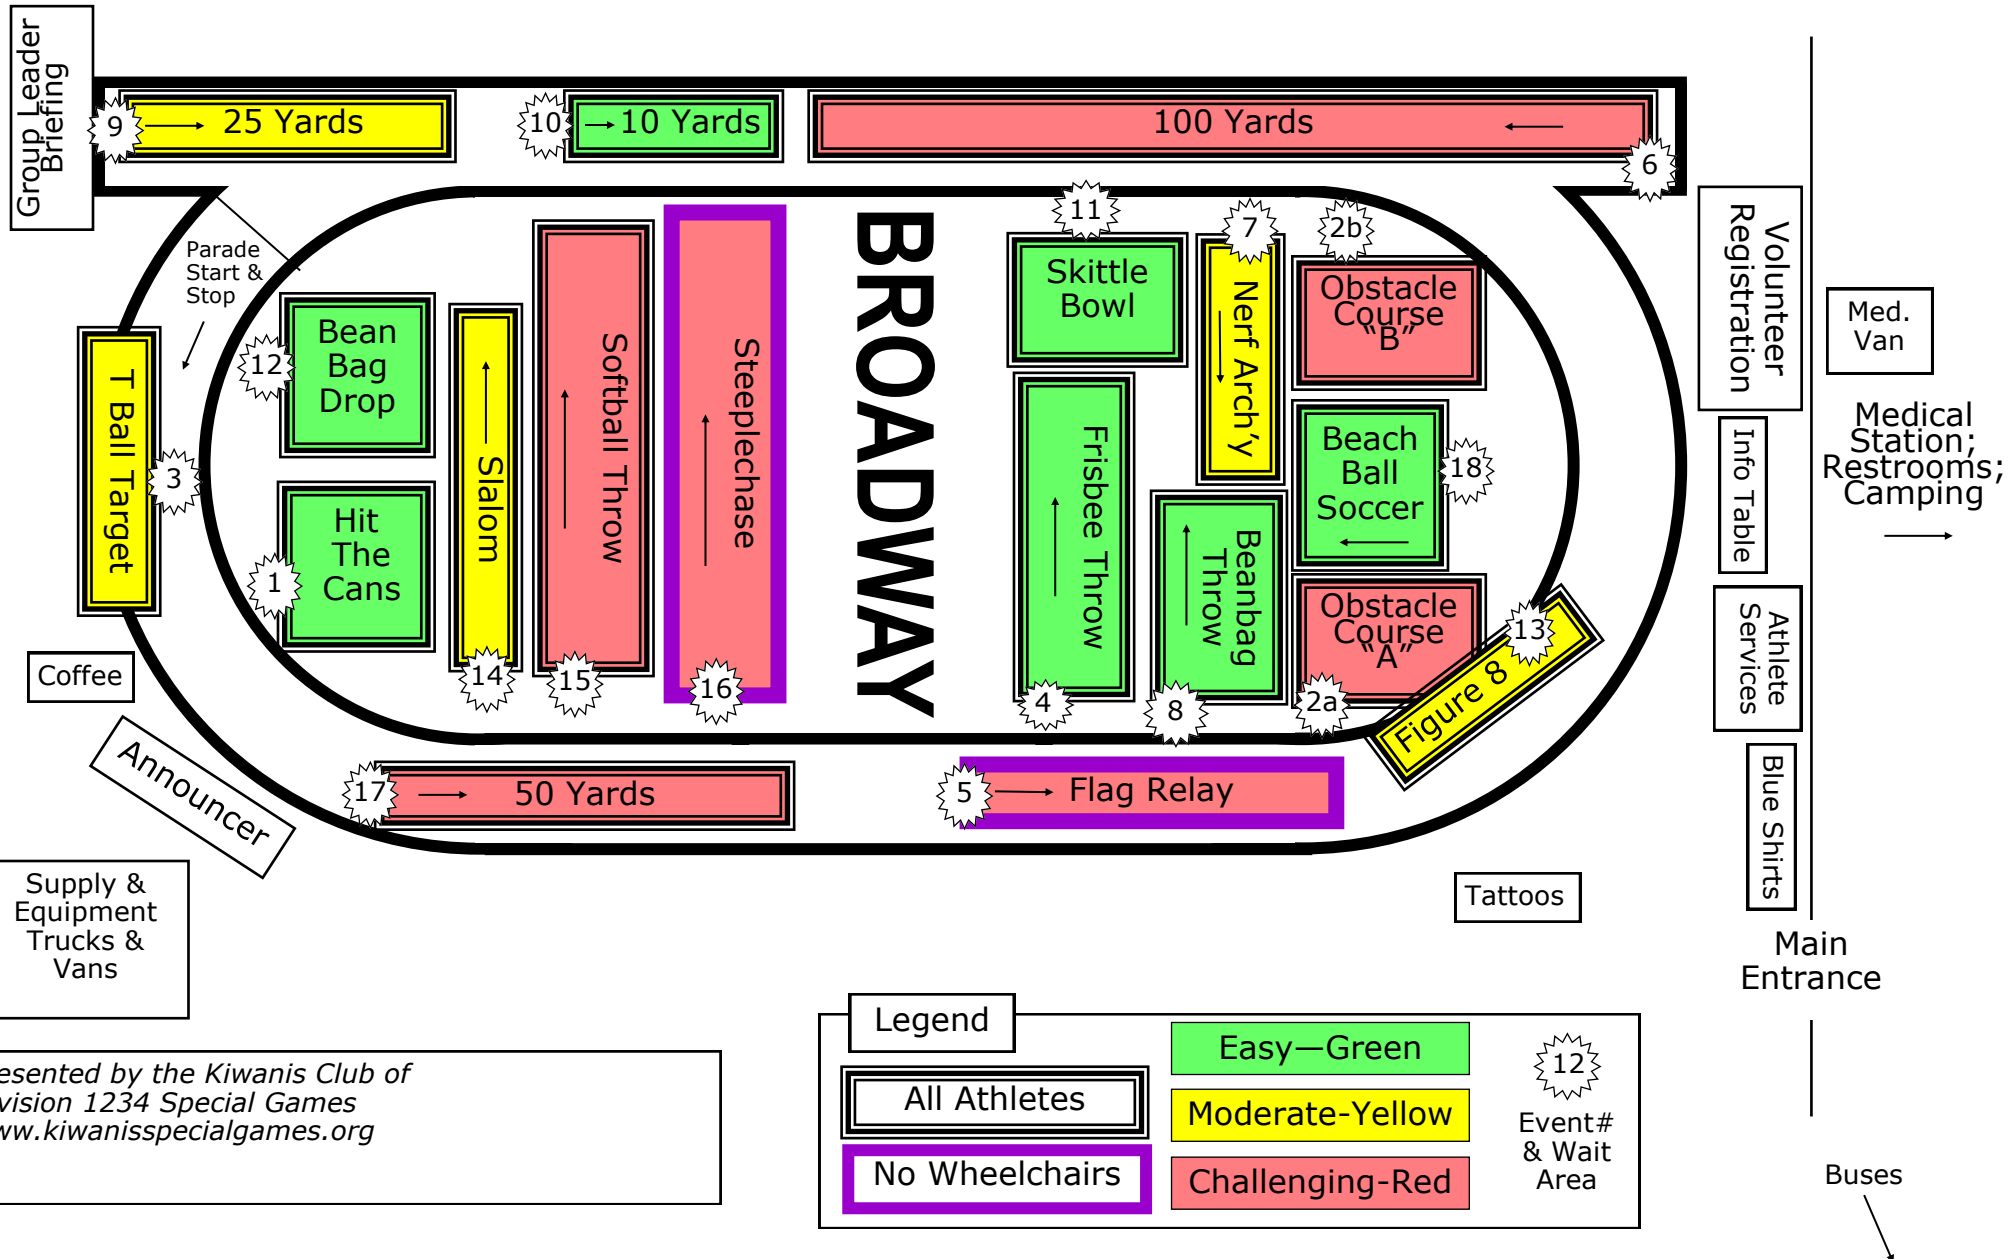 Group Leader
Briefing
9
25 Yards
10
10 Yards
100 Yards
6
Parade
Start &
Stop
T Ball Target
3
12
Bean
Bag
Drop
1
Hit
The
Cans
Slalom
14
Softball Throw
15
Steeplechase
16
BROADWAY
11
Skittle
Bowl
Frisbee Throw
4
7
Nerf Arch'y
Beanbag
Throw
8
2b
Obstacle
Course
“B”
Beach
Ball
Soccer
18
Obstacle
Course
“A”
2a
13
Figure 8
17
50 Yards
5
Flag Relay
Coffee
Announcer
Supply &
Equipment
Trucks &
Vans
Tattoos
Volunteer
Registration
Info Table
Athlete
Services
Blue Shirts
Med.
Van
Medical
Station;
Restrooms;
Camping
Main
Entrance
Buses
esented by the Kiwanis Club of
vision 1234 Special Games
ww.kiwanisspecialgames.org
Legend
All Athletes
No Wheelchairs
Easy—Green
Moderate-Yellow
Challenging-Red
12
Event#
& Wait
Area